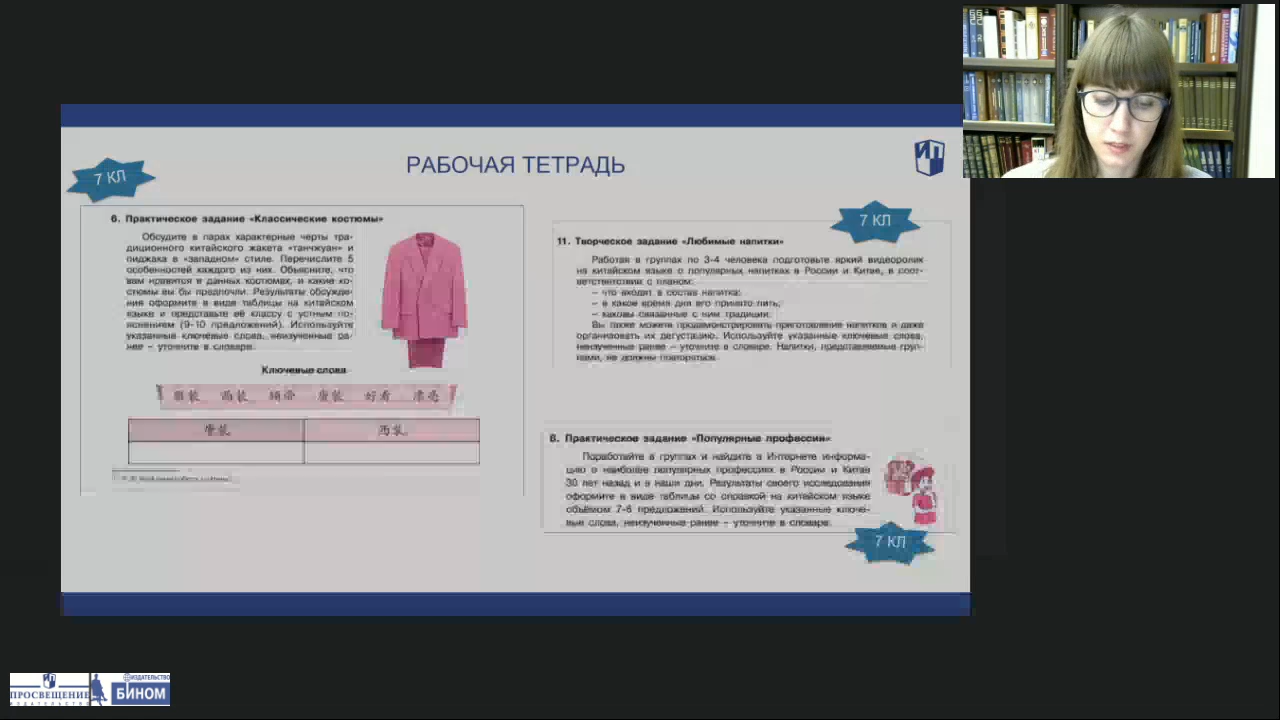 РАБОЧАЯ ТЕТРАДЬ
7 КЛ
6. Практическое задание «Классические костюмы»
Обсудите в парах характерные черты тра-
диционного китайского жакета «танчжуан» и
пиджака в «западном» стиле. Перечислите 5
особенностей каждого из них. Объясните, что
вам нравится в данных костюмах, и какие ко-
стюмы вы бы предпочли. Результаты обсужде-
ния оформите в виде таблицы на китайском
языке и представьте её классу с устным по-
яснением (9–10 предложений). Используйте
указанные ключевые слова, неизученные ра-
нее – уточните в словаре.
Ключевые слова
西装 好看 漂亮
西装
7 КЛ
11. Творческое задание «Любимые напитки»
Работая в группах по 3-4 человека подготовьте яркий видеоролик
на китайском языке о популярных напитках в России и Китае, в соот-
ветствии с планом:
– что входит в состав напитка;
– в какое время дня его принято пить;
– каковы связанные с ним традиции.
Вы также можете продемонстрировать приготовление напитков и даже
организовать их дегустацию. Используйте указанные ключевые слова,
неизученные ранее – уточните в словаре. Напитки, представляемые груп-
пами, не должны повторяться.
8. Практическое задание «Популярные профессии»
Поработайте в группах и найдите в Интернете информа-
цию о наиболее популярных профессиях в России и Китае
30 лет назад и в наши дни. Результаты своего исследования
оформите в виде таблицы со справкой на китайском языке
объёмом 7-8 предложений. Используйте указанные ключе-
вые слова, неизученные ранее – уточните в словаре.
7 КЛ
ПРОСВЕЩЕНИЕ
ИЗДАТЕЛЬСТВО
ИЗДАТЕЛЬСТВО
БИНОМ